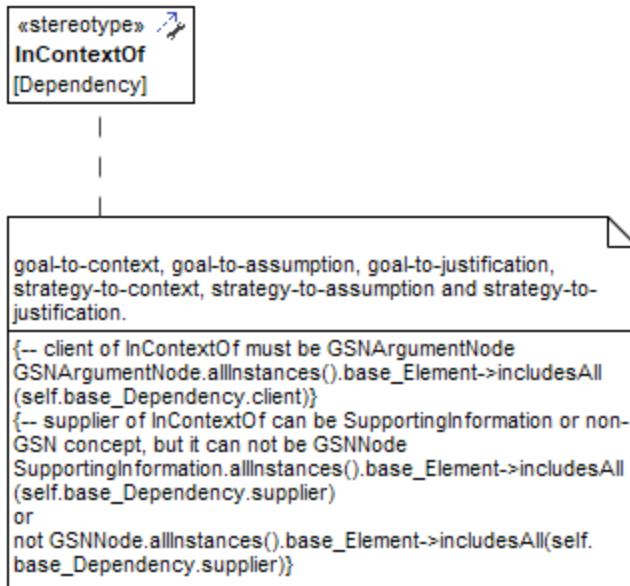 «stereotype»
InContextOf
[Dependency]
goal-to-context, goal-to-assumption, goal-to-justification,
strategy-to-context, strategy-to-assumption and strategy-to-
justification.
{-- client of InContextOf must be GSNArgumentNode
GSNArgumentNode.allInstances().base_Element->includesAll
(self.base_Dependency.client)}
{-- supplier of InContextOf can be SupportingInformation or non-
GSN concept, but it can not be GSNNode
SupportingInformation.allInstances().base_Element->includesAll
(self.base_Dependency.supplier)
or
not GSNNode.allInstances().base_Element->includesAll(self.
base_Dependency.supplier)}